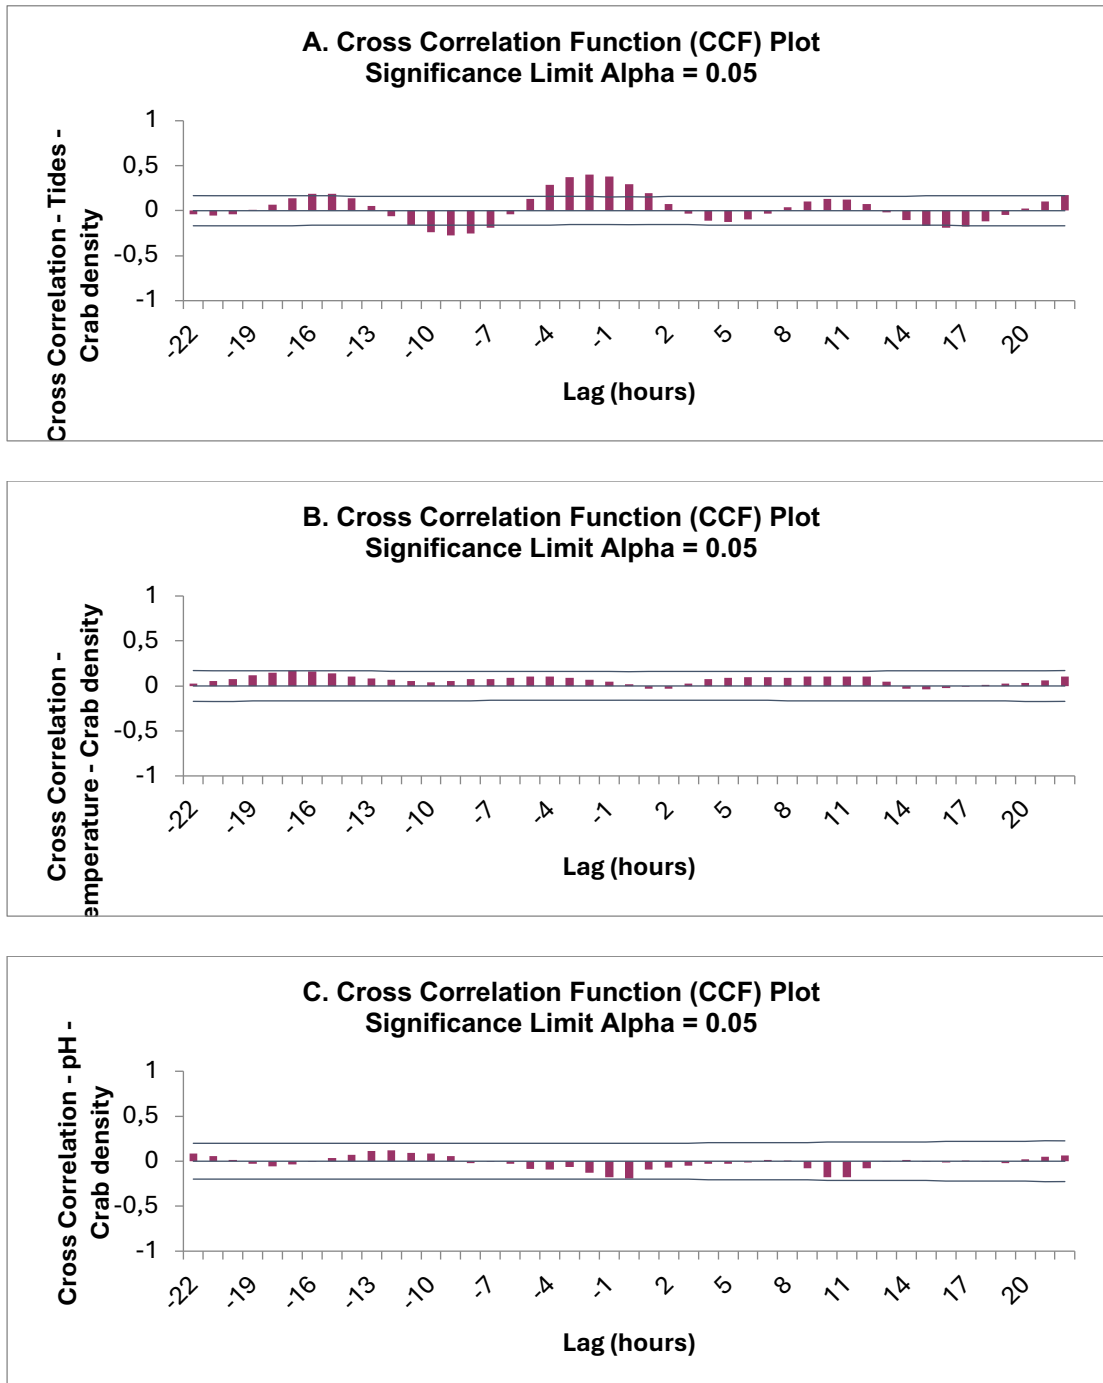 A. Cross Correlation Function (CCF) Plot
Significance Limit Alpha = 0.05
Cross Correlation - Tides -
Crab density
1
0,5
0
-0,5
-1
-22 -19 -16 -13 -10 -7 -4 -1 2 5 8 11 14 17 20
Lag (hours)
B. Cross Correlation Function (CCF) Plot
Significance Limit Alpha = 0.05
Cross Correlation -
emperature - Crab density
1
0,5
0
-0,5
-1
-22 -19 -16 -13 -10 -7 -4 -1 2 5 8 11 14 17 20
Lag (hours)
C. Cross Correlation Function (CCF) Plot
Significance Limit Alpha = 0.05
Cross Correlation - pH -
Crab density
1
0,5
0
-0,5
-1
-22 -19 -16 -13 -10 -7 -4 -1 2 5 8 11 14 17 20
Lag (hours)